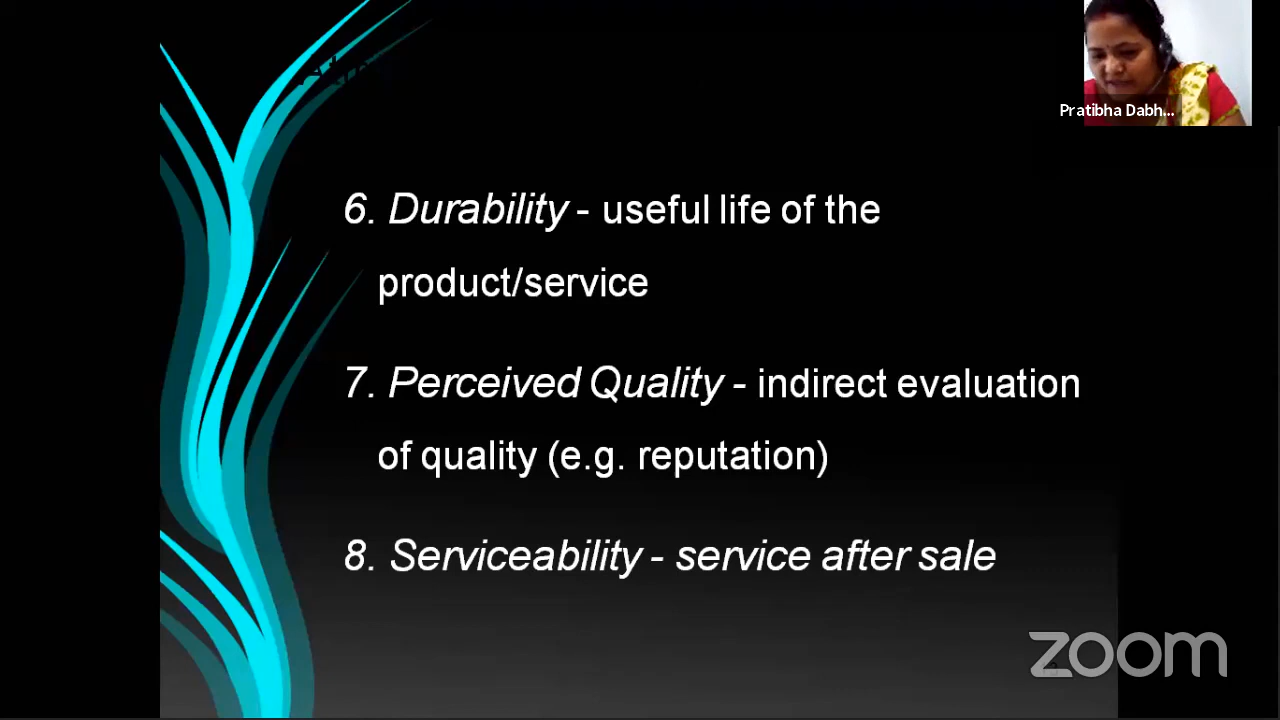 Pratibha Dabh...
6. Durability - useful life of the
product/service
7. Perceived Quality - indirect evaluation
of quality (e.g. reputation)
8. Serviceability - service after sale
zoom